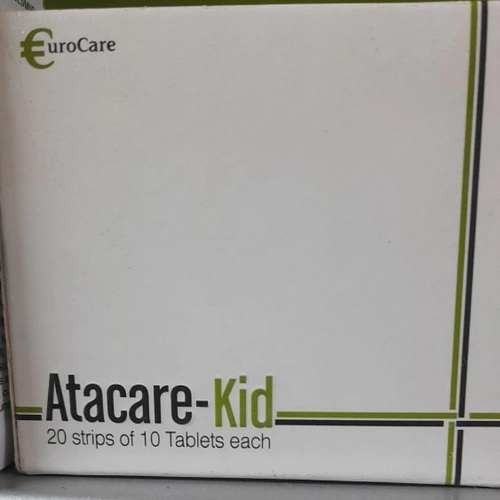 €uroCare
Atacare-Kid
20 strips of 10 Tablets each